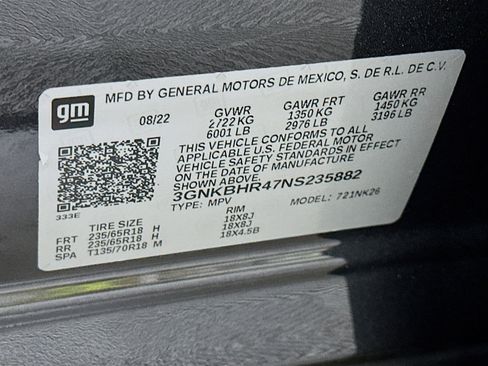 gm
MFD BY GENERAL MOTORS DE MEXICO, S. DE R.L. DE C.V.
08/22 GVWR GAWR FRT GAWR RR
2722 KG 1350 KG 1450 KG
6001 LB 2976 LB 3196 LB
THIS VEHICLE CONFORMS TO ALL
APPLICABLE U.S. FEDERAL MOTOR
VEHICLE SAFETY STANDARDS IN EFFECT
ON THE DATE OF MANUFACTURE
SHOWN ABOVE.
3GNKBHR47NS235882
TYPE: MPV MODEL: 721NK26
333E
TIRE SIZE RIM
FRT 235/65R18 H 18X8J
RR 235/65R18 H 18X8J
SPA T135/70R18 M 18X4.5B